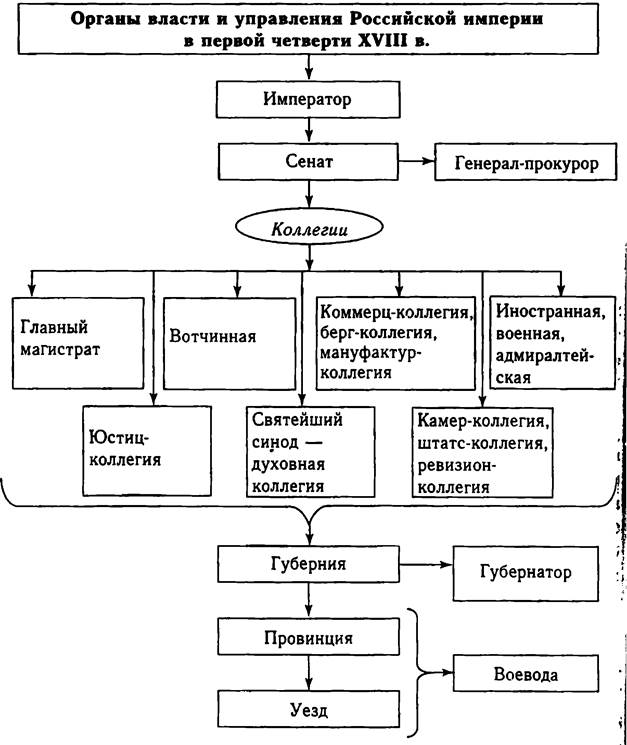 Органы власти и управления Российской империи
в первой четверти XVIII в.
Император
Сенат
Генерал-прокурор
Коллегии
Главный
магистрат
Вотчинная
Коммерц-коллегия,
берг-коллегия,
мануфактур-
коллегия
Иностранная,
военная,
адмиралтей-
ская
Юстиц-
коллегия
Святейший
синод —
духовная
коллегия
Камер-коллегия,
штатс-коллегия,
ревизион-
коллегия
Губерния
Губернатор
Провинция
Воевода
Уезд